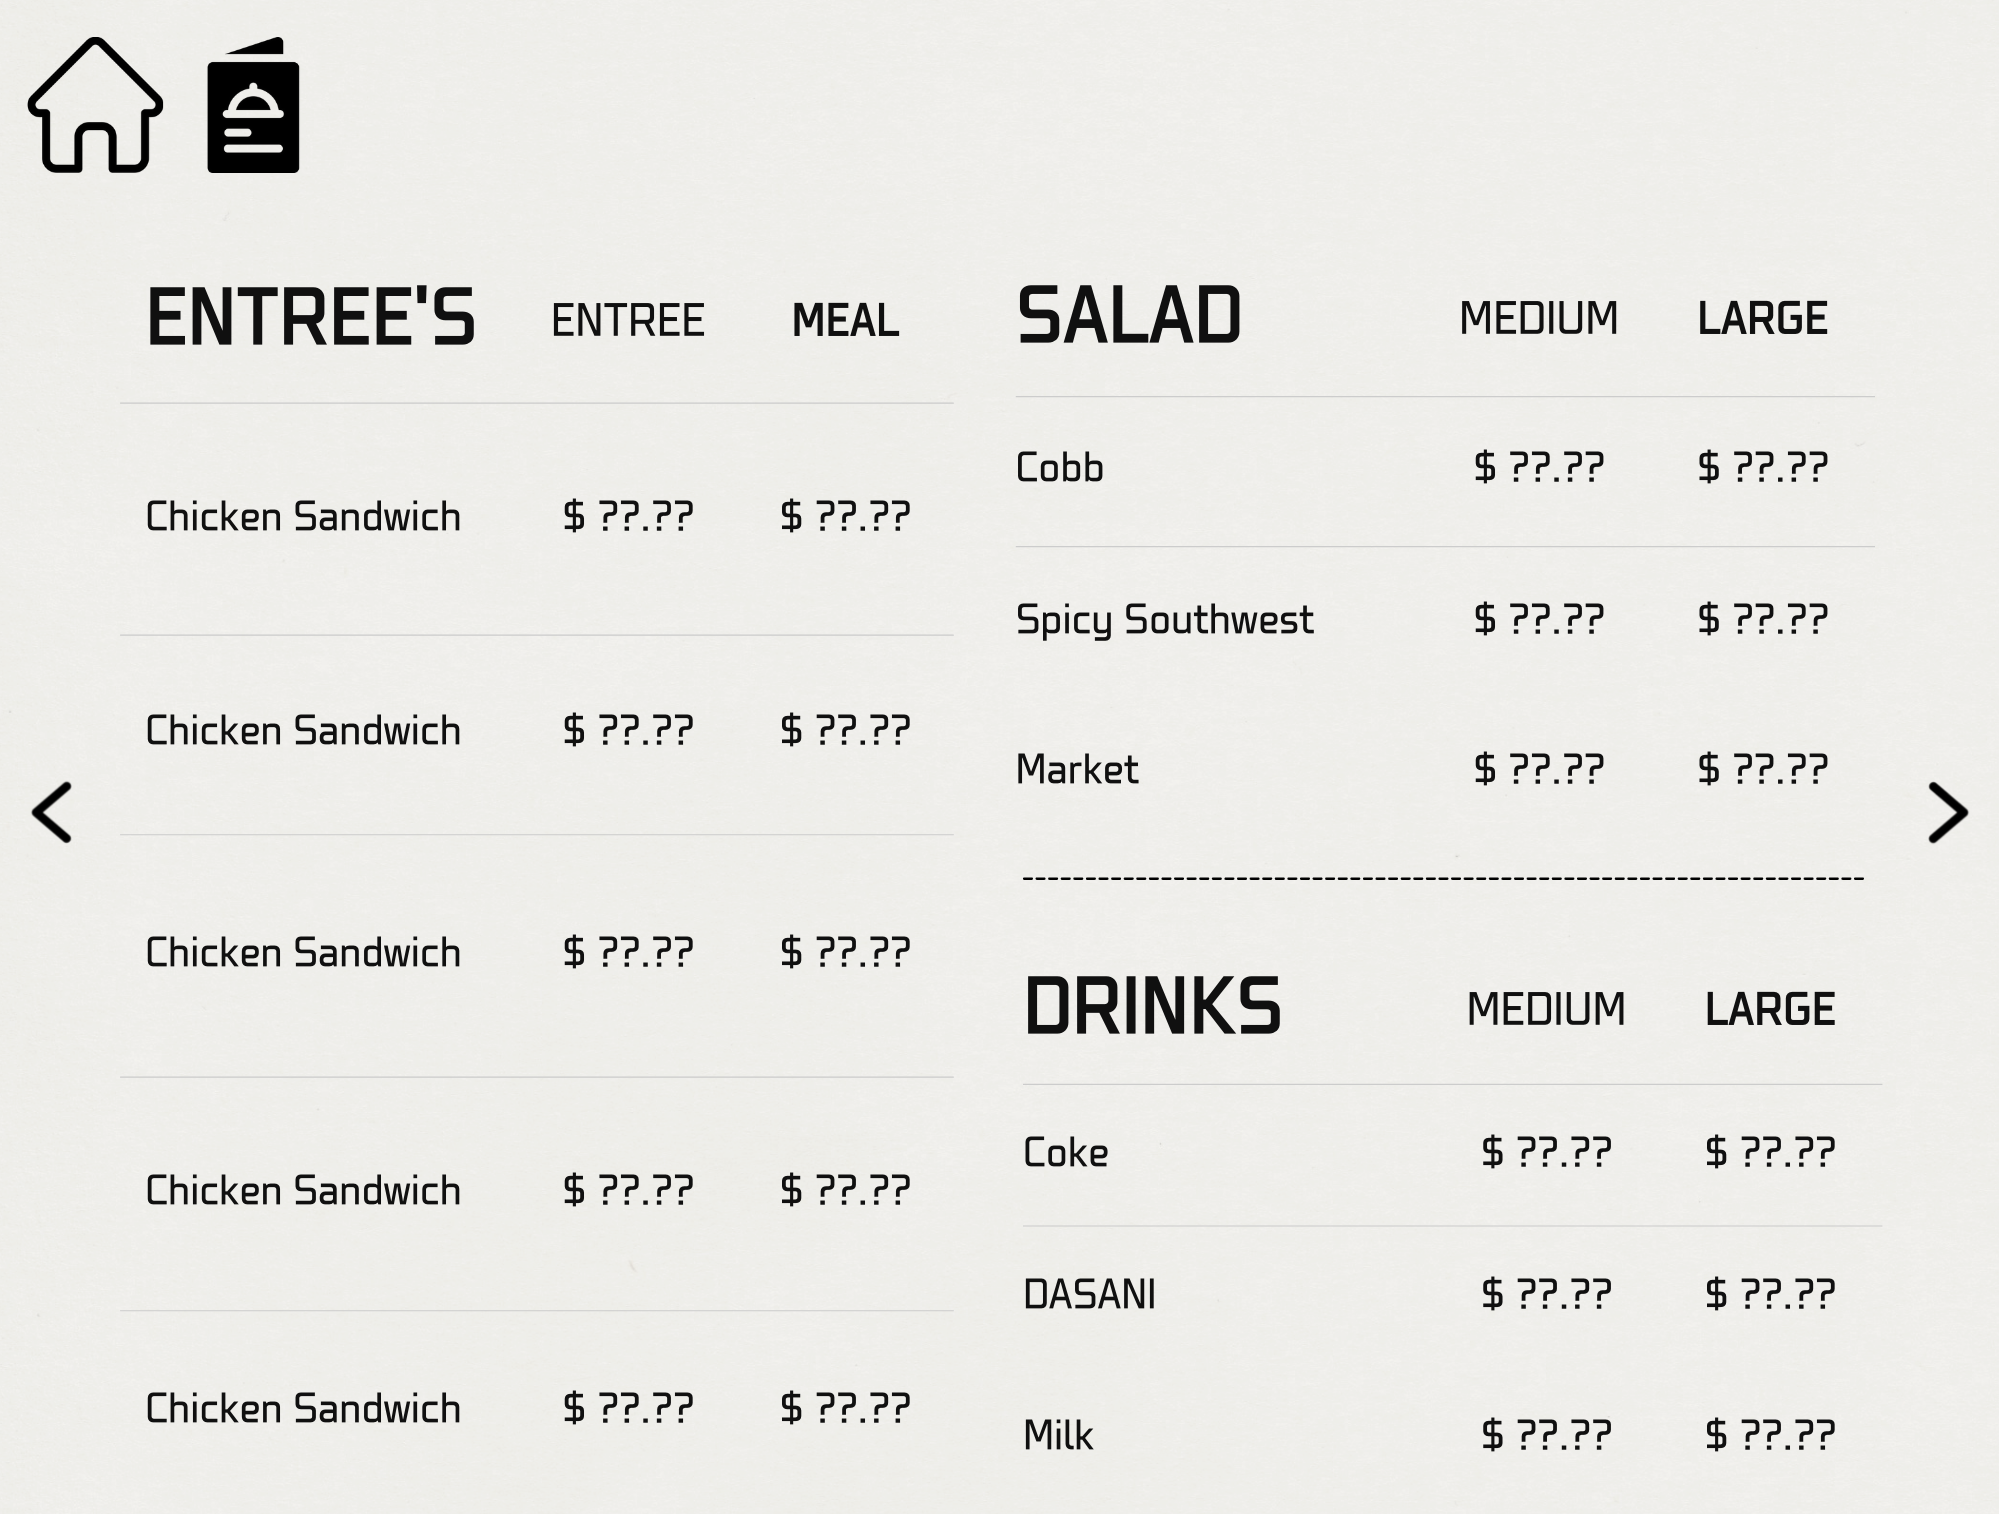 ENTREE'S ENTREE MEAL
Chicken Sandwich $ ??.?? $ ??.??
Chicken Sandwich $ ??.?? $ ??.??
Chicken Sandwich $ ??.?? $ ??.??
Chicken Sandwich $ ??.?? $ ??.??
Chicken Sandwich $ ??.?? $ ??.??
SALAD MEDIUM LARGE
Cobb $ ??.?? $ ??.??
Spicy Southwest $ ??.?? $ ??.??
Market $ ??.?? $ ??.??
DRINKS MEDIUM LARGE
Coke $ ??.?? $ ??.??
DASANI $ ??.?? $ ??.??
Milk $ ??.?? $ ??.??